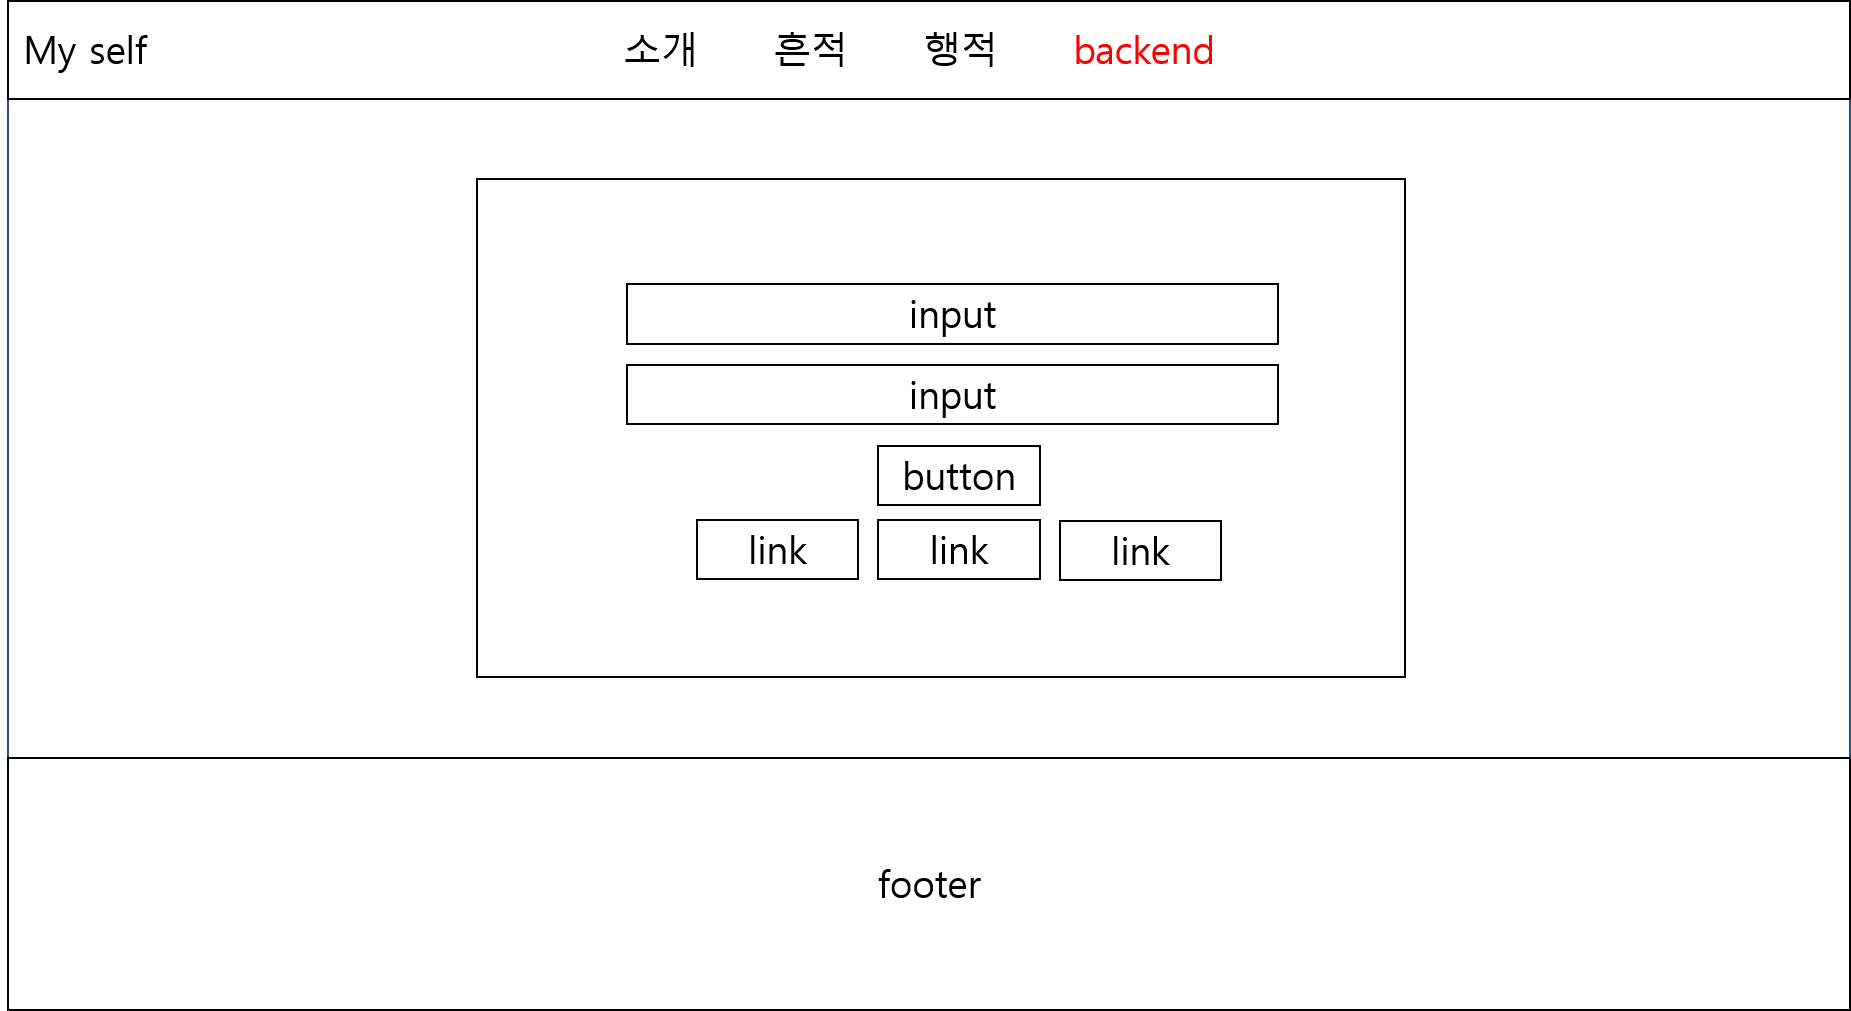 My self 소개 흔적 행적 backend
input
input
button
link link link
footer